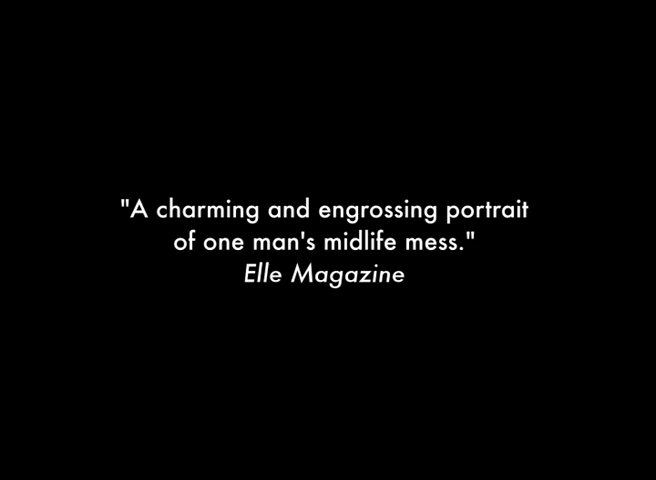 "A charming and engrossing portrait
of one man's midlife mess."
Elle Magazine